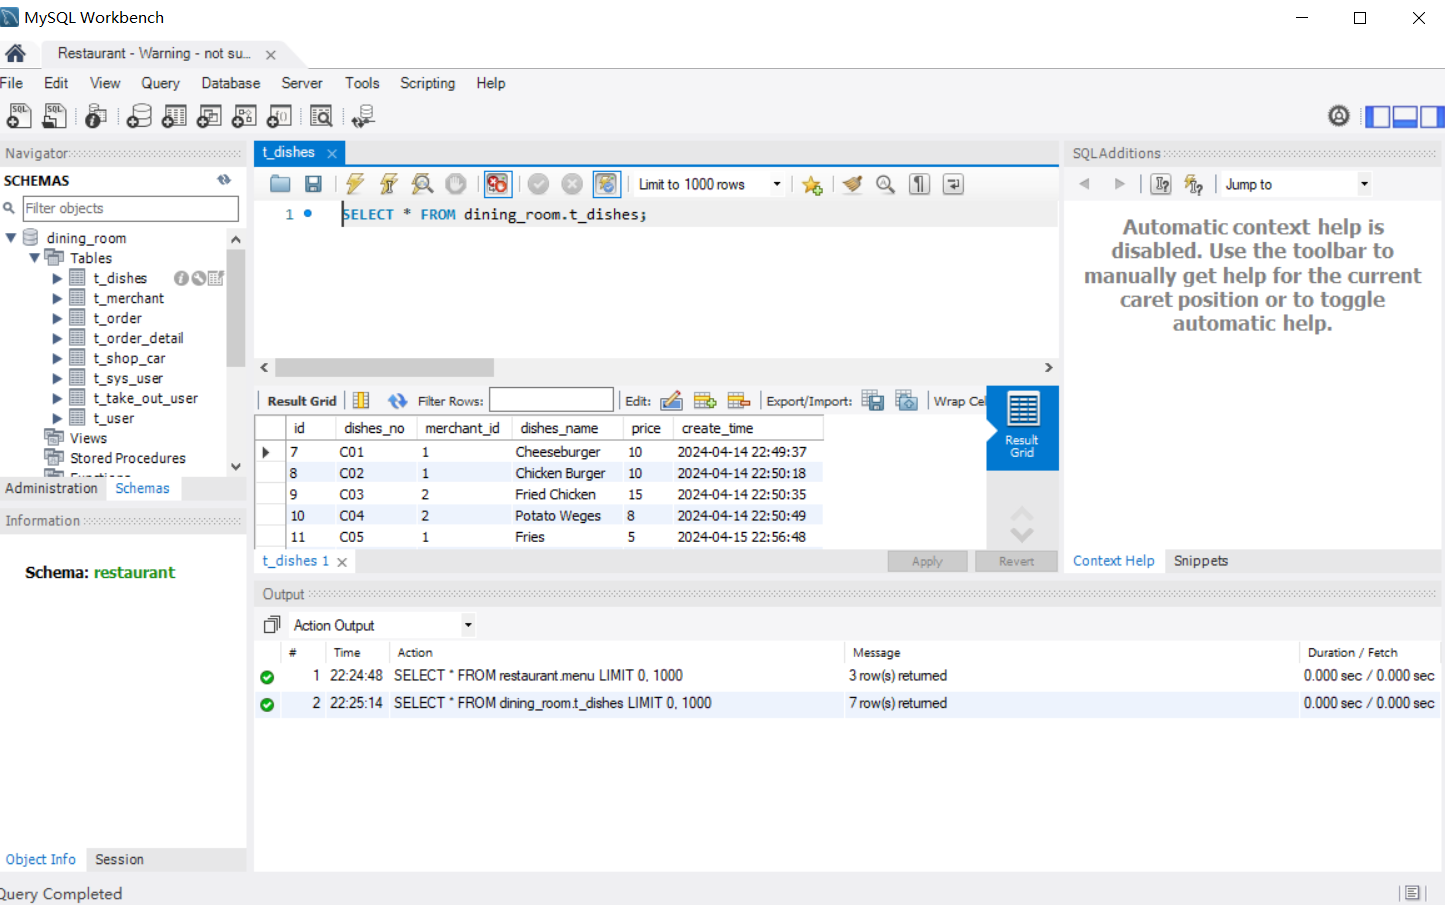 MySQL Workbench
Restaurant - Warning - not su...
File Edit View Query Database Server Tools Scripting Help
Navigator
SCHEMAS
Filter objects
dining_room
Tables
t_dishes
t_merchant
t_order
t_order_detail
t_shop_car
t_sys_user
t_take_out_user
t_user
Views
Stored Procedures
Functions
Administration Schemas
Information
Schema: restaurant
Object Info Session
t_dishes
Limit to 1000 rows
1 SELECT * FROM dining_room.t_dishes;
Result Grid Filter Rows: Edit: Export/Import: Wrap Cel
id dishes_no merchant_id dishes_name price create_time
7 C01 1 Cheeseburger 10 2024-04-14 22:49:37
8 C02 1 Chicken Burger 10 2024-04-14 22:50:18
9 C03 2 Fried Chicken 15 2024-04-14 22:50:35
10 C04 2 Potato Weges 8 2024-04-14 22:50:49
11 C05 1 Fries 5 2024-04-15 22:56:48
Result
Grid
t_dishes 1 Apply Revert
SQLAdditions
Jump to
Automatic context help is
disabled. Use the toolbar to
manually get help for the current
caret position or to toggle
automatic help.
Context Help Snippets
Output
Action Output
# Time Action Message Duration / Fetch
1 22:24:48 SELECT * FROM restaurant.menu LIMIT 0, 1000 3 row(s) returned 0.000 sec / 0.000 sec
2 22:25:14 SELECT * FROM dining_room.t_dishes LIMIT 0, 1000 7 row(s) returned 0.000 sec / 0.000 sec
Query Completed